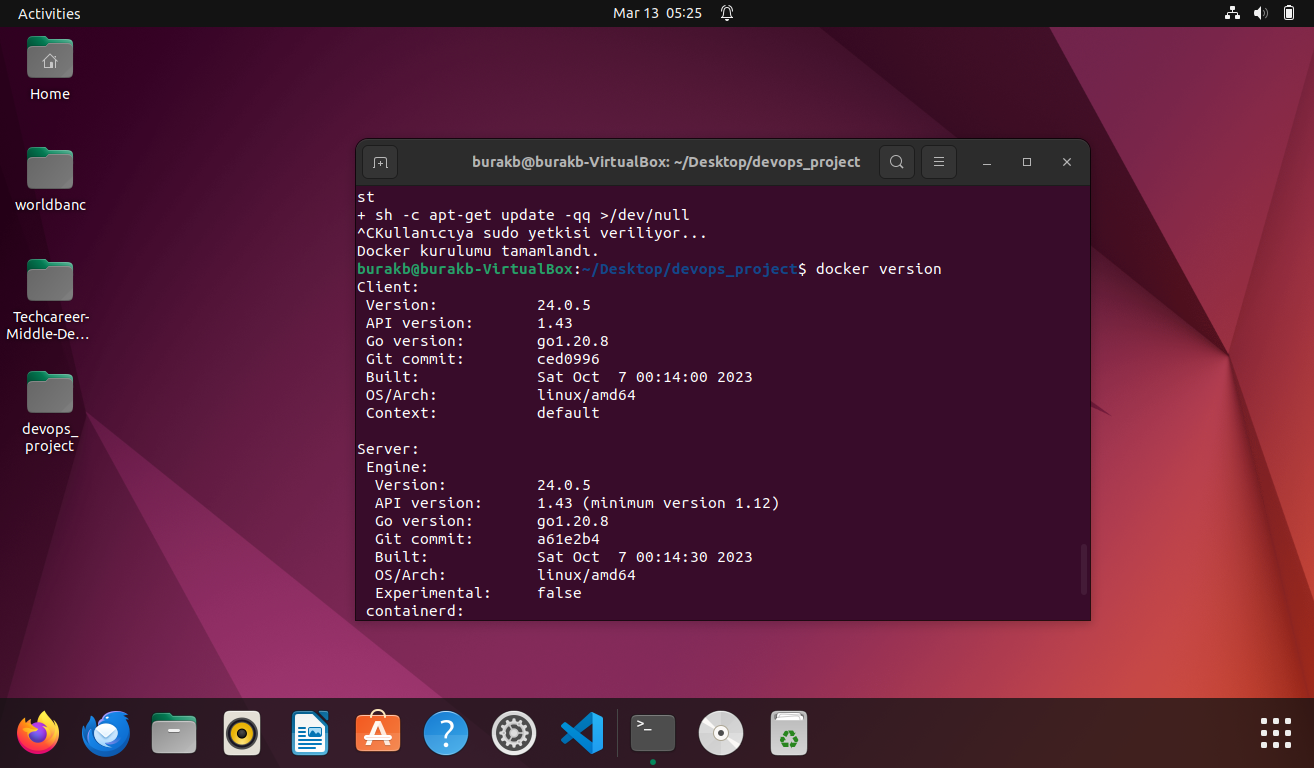 Activities
Mar 13 05:25
Home
worldbanc
Techcareer-
Middle-De...
devops_
project
burakb@burakb-VirtualBox: ~/Desktop/devops_project
st
+ sh -c apt-get update -qq >/dev/null
^CKullanıcıya sudo yetkisi veriliyor...
Docker kurulumu tamamlandı.
burakb@burakb-VirtualBox:~/Desktop/devops_project$ docker version
Client:
Version: 24.0.5
API version: 1.43
Go version: go1.20.8
Git commit: ced0996
Built: Sat Oct  7 00:14:00 2023
OS/Arch: linux/amd64
Context: default
Server:
Engine:
Version: 24.0.5
API version: 1.43 (minimum version 1.12)
Go version: go1.20.8
Git commit: a61e2b4
Built: Sat Oct  7 00:14:30 2023
OS/Arch: linux/amd64
Experimental: false
containerd: